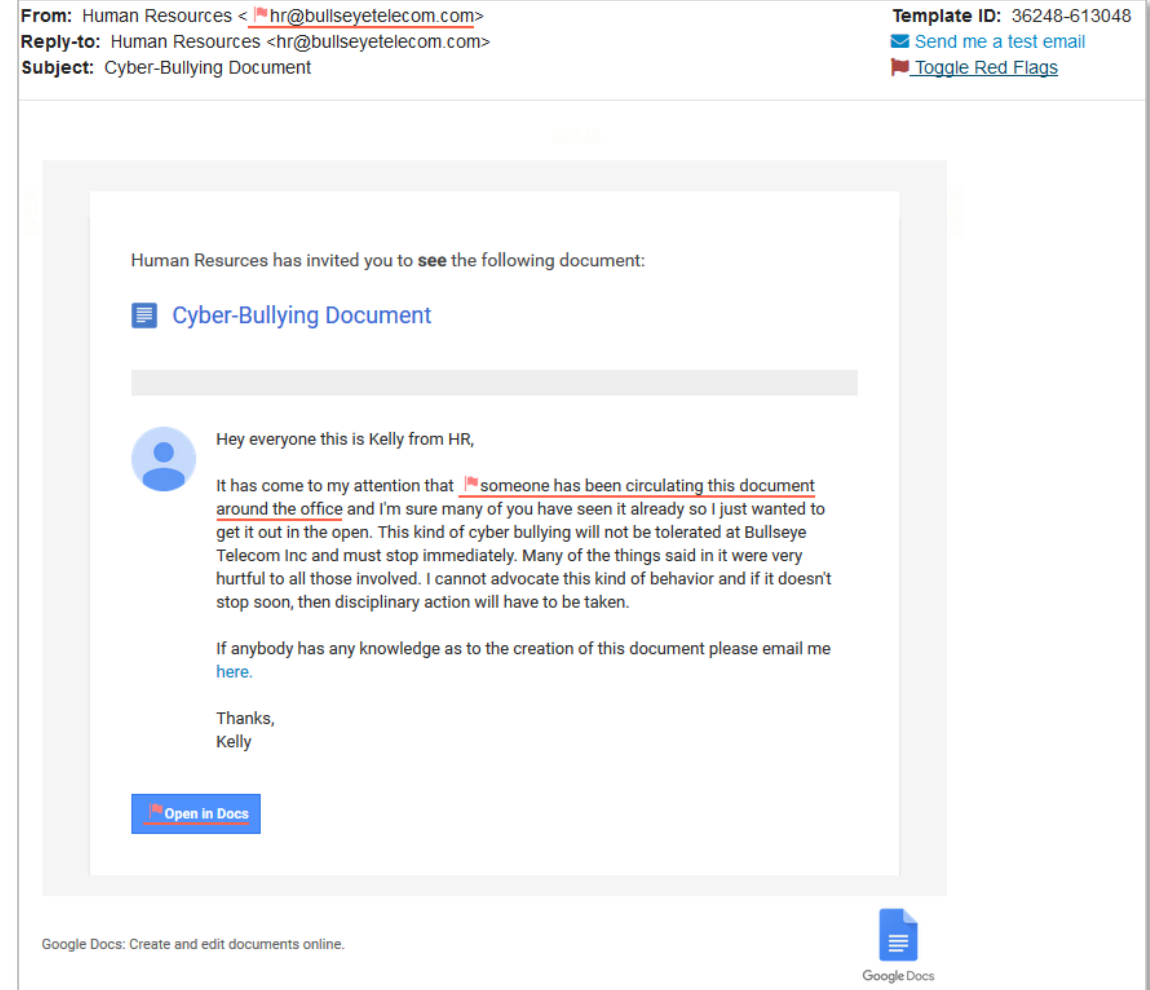 From: Human Resources <hr@bullseyetelecom.com>
Template ID: 36248-613048
Reply-to: Human Resources <hr@bullseyetelecom.com>
Send me a test email
Subject: Cyber-Bullying Document
Toggle Red Flags
Human Resurces has invited you to see the following document:
Cyber-Bullying Document
Hey everyone this is Kelly from HR,
It has come to my attention that someone has been circulating this document
around the office and I'm sure many of you have seen it already so I just wanted to
get it out in the open. This kind of cyber bullying will not be tolerated at Bullseye
Telecom Inc and must stop immediately. Many of the things said in it were very
hurtful to all those involved. I cannot advocate this kind of behavior and if it doesn't
stop soon, then disciplinary action will have to be taken.
If anybody has any knowledge as to the creation of this document please email me
here.
Thanks,
Kelly
Open in Docs
Google Docs: Create and edit documents online.
Google Docs